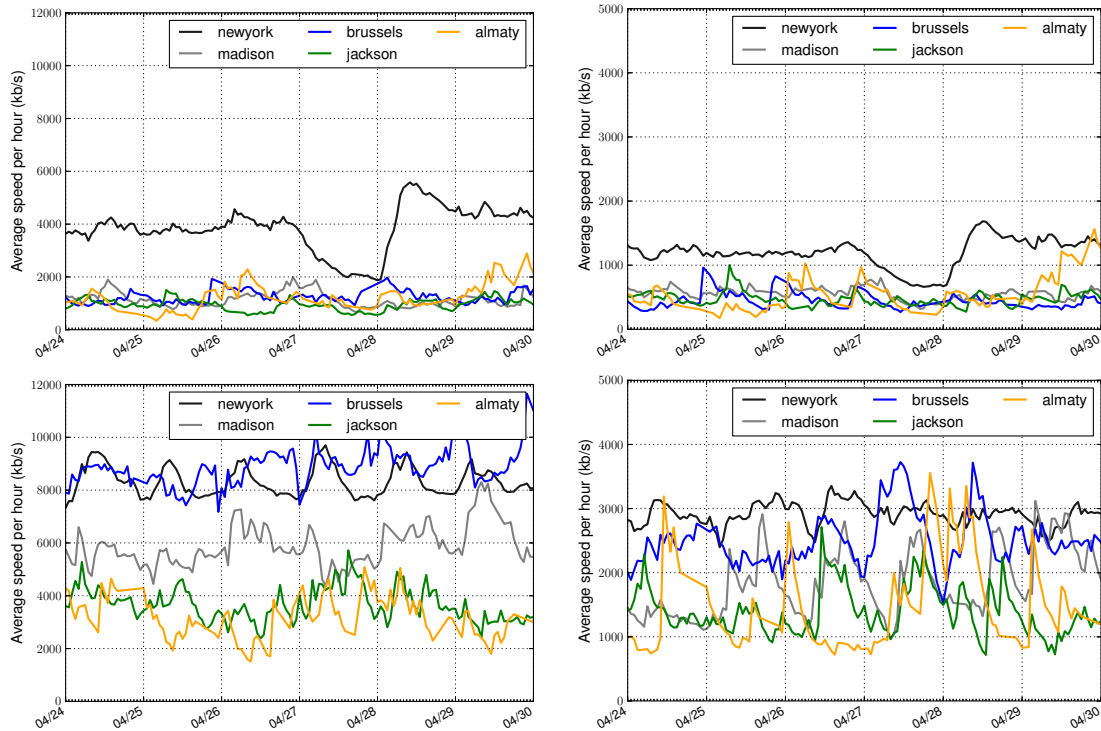 Average speed per hour (kb/s)
12000
10000
8000
6000
4000
2000
0
newyork brussels almaty
madison jackson
04/24 04/25 04/26 04/27 04/28 04/29 04/30
Average speed per hour (kb/s)
5000
4000
3000
2000
1000
0
newyork brussels almaty
madison jackson
04/24 04/25 04/26 04/27 04/28 04/29 04/30
Average speed per hour (kb/s)
12000
10000
8000
6000
4000
2000
0
newyork brussels almaty
madison jackson
04/24 04/25 04/26 04/27 04/28 04/29 04/30
Average speed per hour (kb/s)
5000
4000
3000
2000
1000
0
newyork brussels almaty
madison jackson
04/24 04/25 04/26 04/27 04/28 04/29 04/30